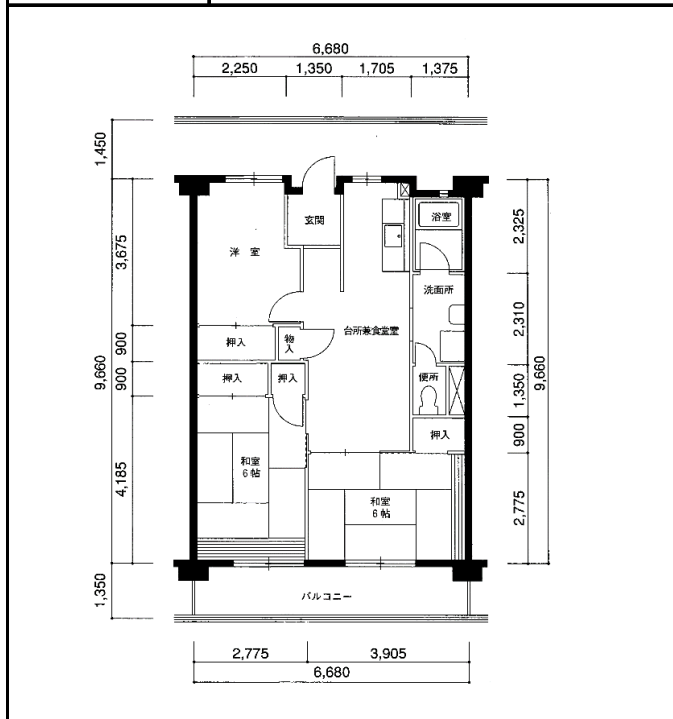 6,680
2,250
1,350
1,705
1,375
1,450
3,675
900
900
4,185
9,660
1,350
玄関
浴室
洋 室
洗面所
台所兼食堂室
押入
物入
押入
押入
便所
押入
和室
6帖
和室
6帖
バルコニー
2,325
2,310
1,350
900
2,775
9,660
2,775
3,905
6,680